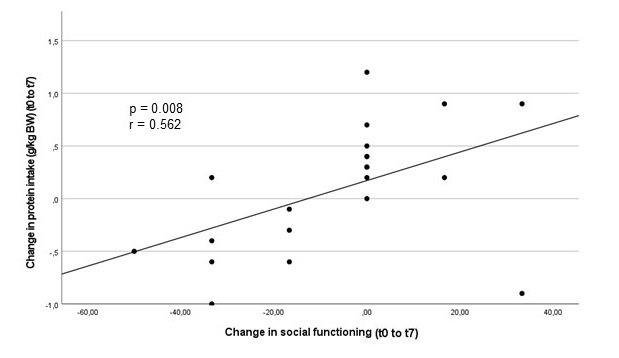 1,5
1,0
,5
,0
-,5
-1,0
Change in protein intake (g/kg BW) (t0 to t7)
p = 0.008
r = 0.562
-60,00 -40,00 -20,00 ,00 20,00 40,00
Change in social functioning (t0 to t7)